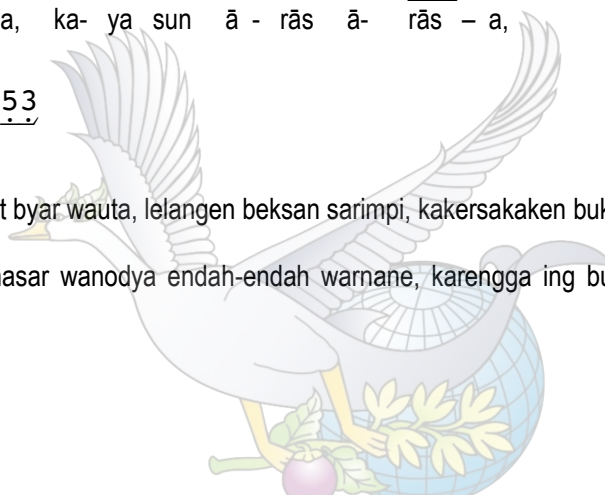 a, ka- ya sun ā - rās ā- rās – a,
53
t byar wauta, lelangen beksan sarimpi, kakersakaken buk
nasar wanodya endah-endah warnane, karengga ing bu